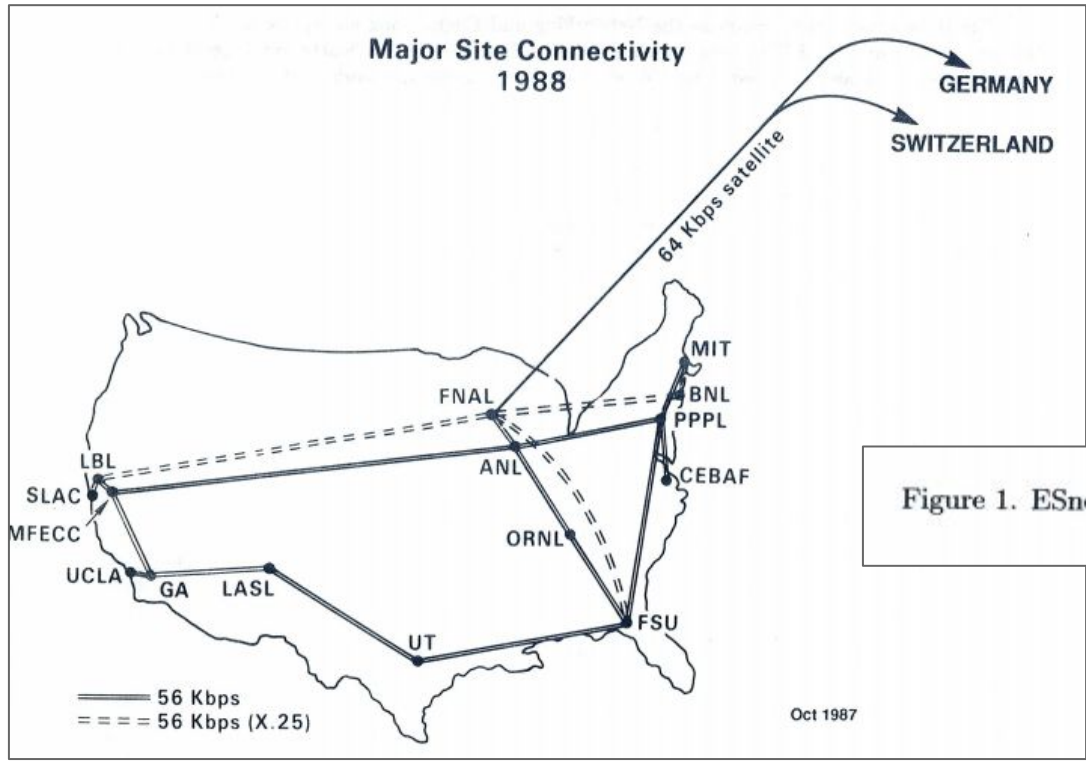 Major Site Connectivity
1988
GERMANY
SWITZERLAND
64 Kbps satellite
MIT
BNL
FNAL
PPPL
ANL
CEBAF
LBL
SLAC
MFECC
ORNL
UCLA
GA
LASL
FSU
UT
56 Kbps
56 Kbps (X.25)
Oct 1987
Figure 1. ESn